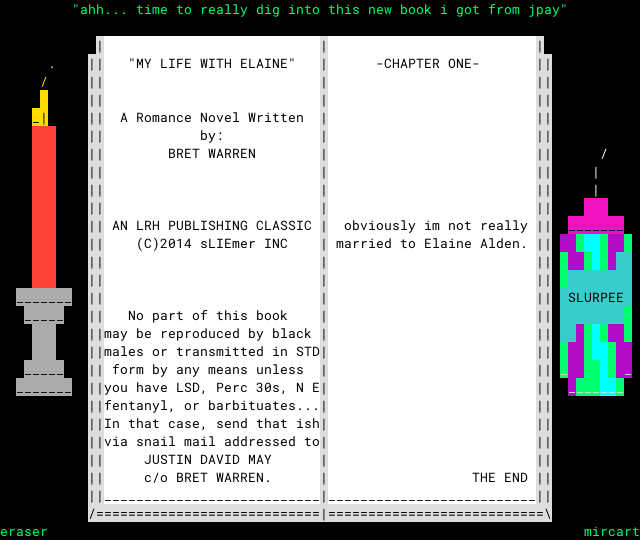 "ahh... time to really dig into this new book i got from jpay"
"MY LIFE WITH ELAINE"
A Romance Novel Written
by:
BRET WARREN
AN LRH PUBLISHING CLASSIC
(C)2014 sLIEmer INC
No part of this book
may be reproduced by black
males or transmitted in STD
form by any means unless
you have LSD, Perc 30s, N E
fentanyl, or barbituates...
In that case, send that ish
via snail mail addressed to
JUSTIN DAVID MAY
c/o BRET WARREN.
-CHAPTER ONE-
obviously im not really
married to Elaine Alden.
THE END
SLURPEE
eraser
mircart